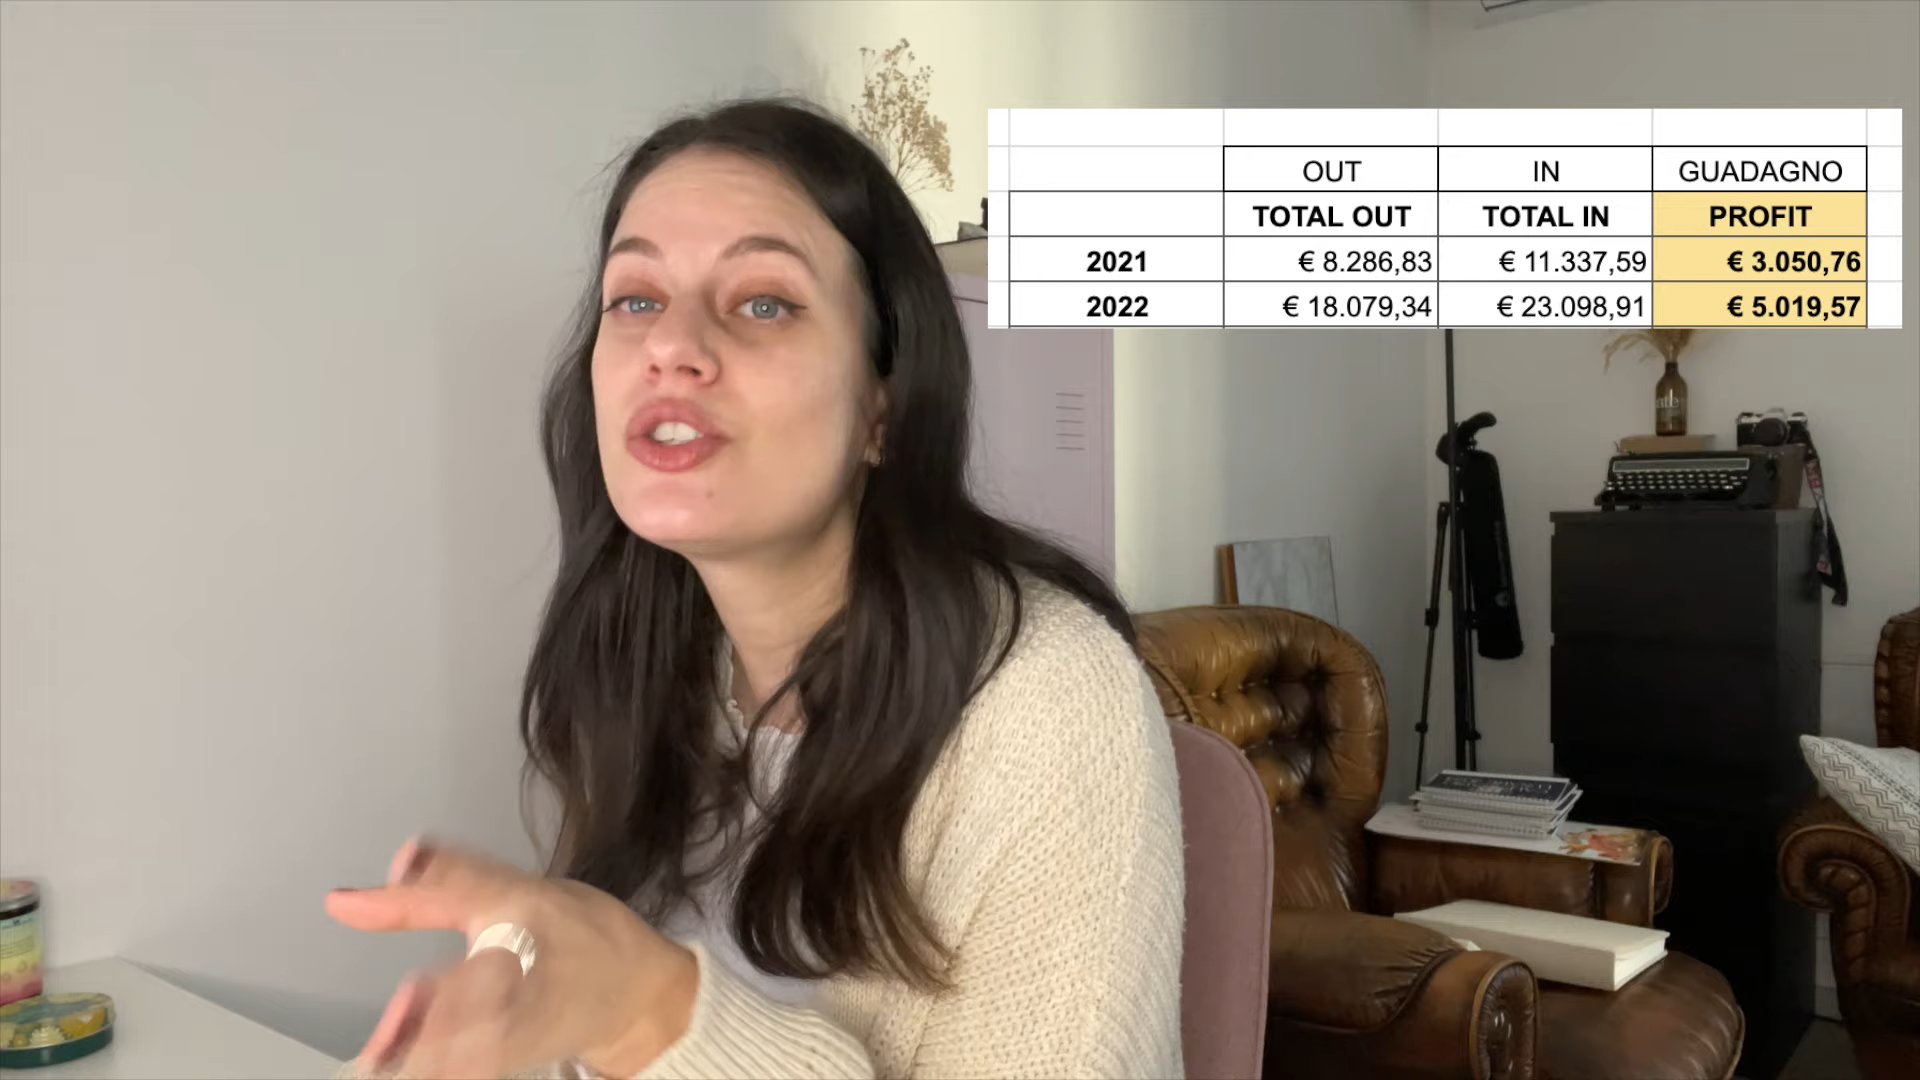 OUT IN GUADAGNO
TOTAL OUT TOTAL IN PROFIT
2021 € 8.286,83 € 11.337,59 € 3.050,76
2022 € 18.079,34 € 23.098,91 € 5.019,57